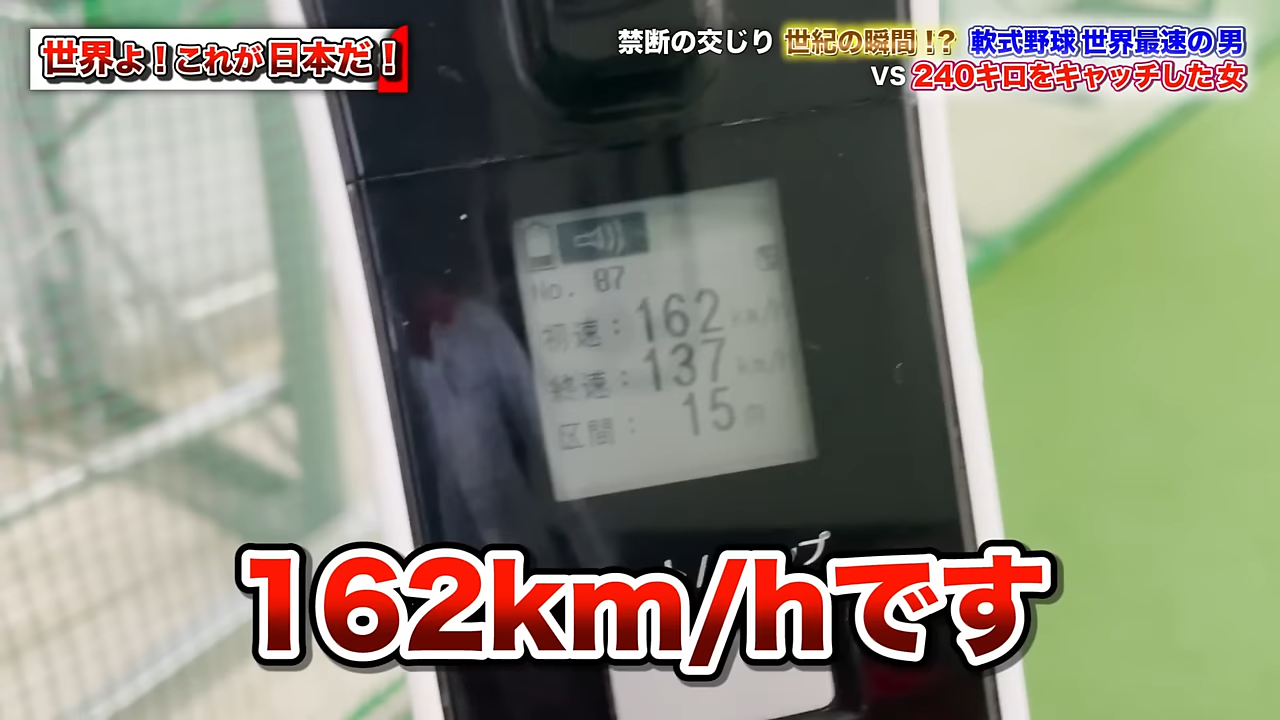 世界よ！これが日本だ！
禁断の交じり 世紀の瞬間!? 軟式野球 世界最速の男
VS 240キロをキャッチした女
No. 87
初速：162 km/h
終速：137 km/h
区間： 15 m
162km/hです